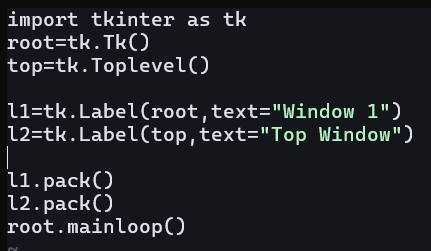 import tkinter as tk
root=tk.Tk()
top=tk.Toplevel()

l1=tk.Label(root,text="Window 1")
l2=tk.Label(top,text="Top Window")

l1.pack()
l2.pack()
root.mainloop()
~